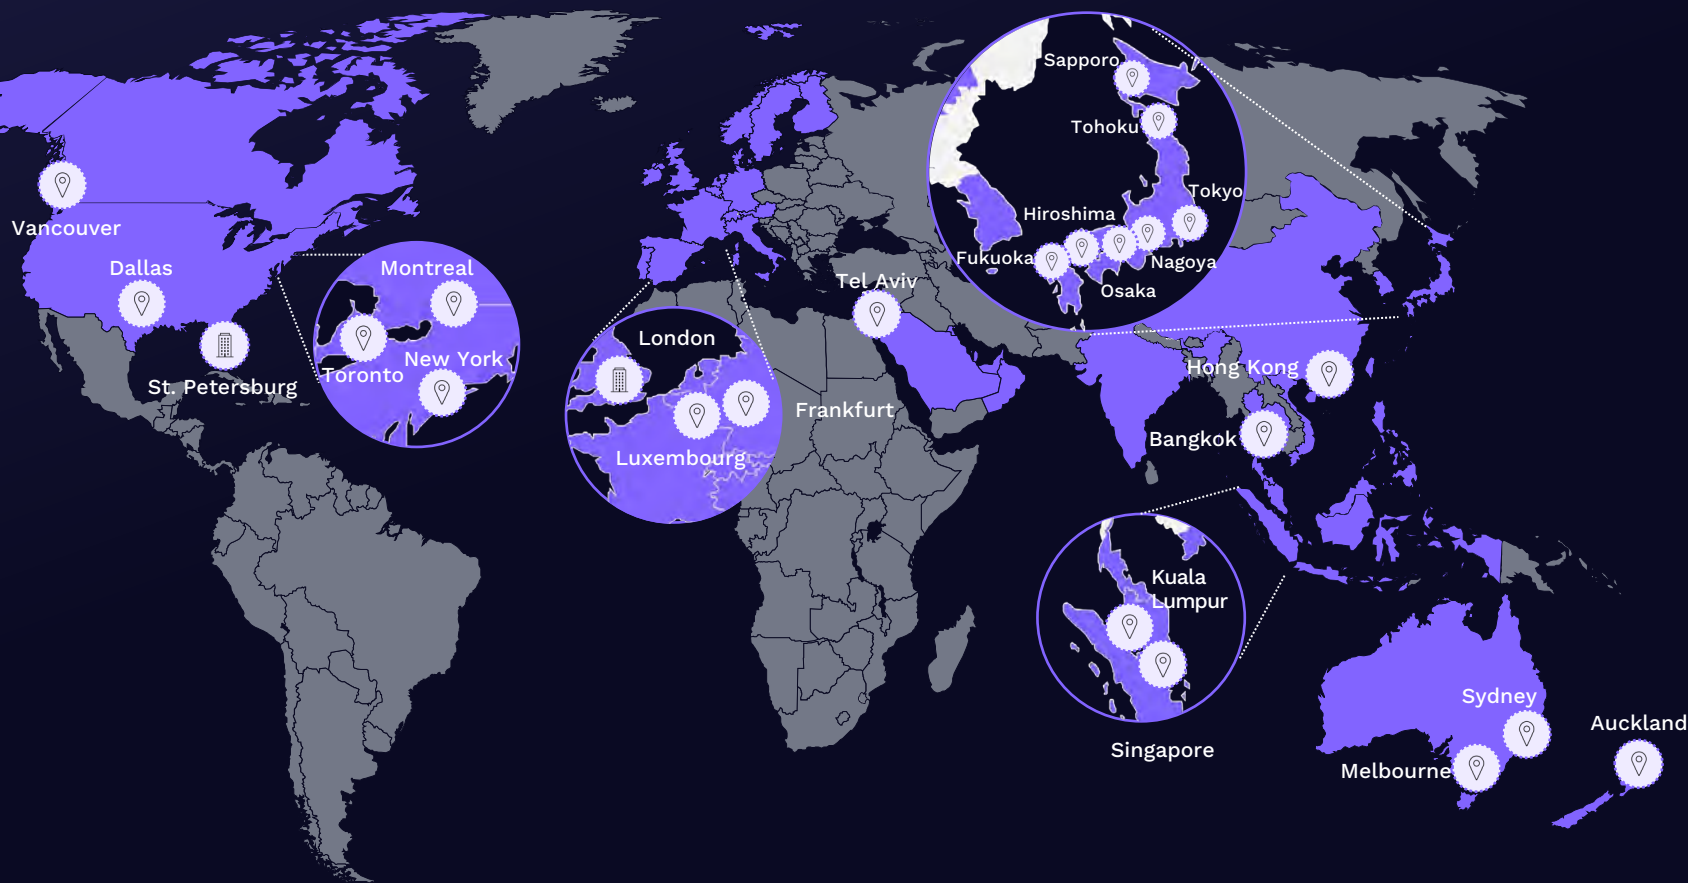 Sapporo
Tohoku
Tokyo
Hiroshima
Fukuoka
Nagoya
Osaka
Vancouver
Dallas
Montreal
St. Petersburg
Toronto
New York
Tel Aviv
London
Frankfurt
Luxembourg
Hong Kong
Bangkok
Kuala
Lumpur
Singapore
Sydney
Auckland
Melbourne